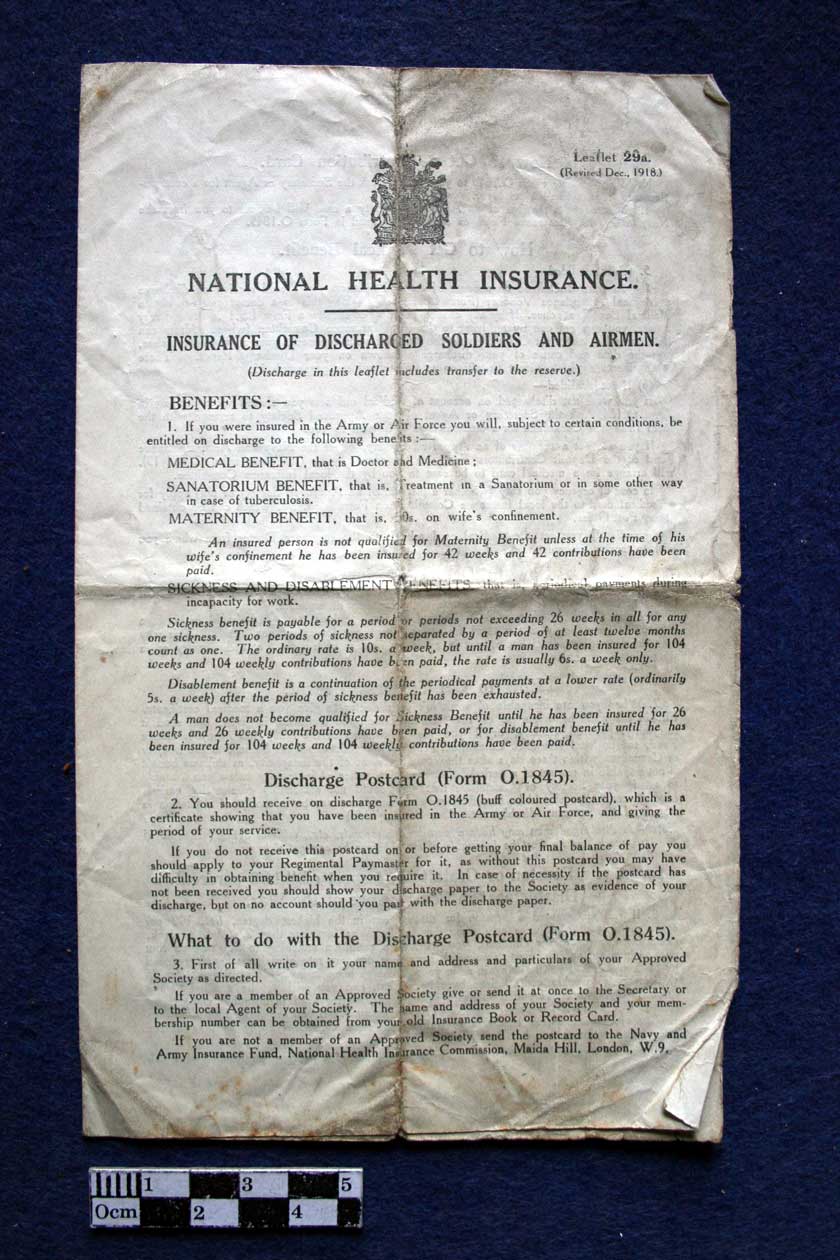 Leaflet 29a.
(Revised Dec., 1918.)
NATIONAL HEALTH INSURANCE.
INSURANCE OF DISCHARGED SOLDIERS AND AIRMEN.
(Discharge in this leaflet includes transfer to the reserve.)
BENEFITS :—
1. If you were insured in the Army or Air Force you will, subject to certain conditions, be
entitled on discharge to the following benefits :—
MEDICAL BENEFIT, that is Doctor and Medicine ;
SANATORIUM BENEFIT, that is, Treatment in a Sanatorium or in some other way
in case of tuberculosis.
MATERNITY BENEFIT, that is, 30s. on wife's confinement.
An insured person is not qualified for Maternity Benefit unless at the time of his
wife's confinement he has been insured for 42 weeks and 42 contributions have been
paid.
SICKNESS AND DISABLEMENT BENEFITS, that is, periodical payments during
incapacity for work.
Sickness benefit is payable for a period or periods not exceeding 26 weeks in all for any
one sickness. Two periods of sickness not separated by a period of at least twelve months
count as one. The ordinary rate is 10s. a week, but until a man has been insured for 104
weeks and 104 weekly contributions have been paid, the rate is usually 6s. a week only.
Disablement benefit is a continuation of the periodical payments at a lower rate (ordinarily
5s. a week) after the period of sickness benefit has been exhausted.
A man does not become qualified for Sickness Benefit until he has been insured for 26
weeks and 26 weekly contributions have been paid, or for disablement benefit until he has
been insured for 104 weeks and 104 weekly contributions have been paid.
Discharge Postcard (Form O.1845).
2. You should receive on discharge Form O.1845 (buff coloured postcard), which is a
certificate showing that you have been insured in the Army or Air Force, and giving the
period of your service.
If you do not receive this postcard on or before getting your final balance of pay you
should apply to your Regimental Paymaster for it, as without this postcard you may have
difficulty in obtaining benefit when you require it. In case of necessity if the postcard has
not been received you should show your discharge paper to the Society as evidence of your
discharge, but on no account should you part with the discharge paper.
What to do with the Discharge Postcard (Form O.1845).
3. First of all write on it your name and address and particulars of your Approved
Society as directed.
If you are a member of an Approved Society give or send it at once to the Secretary or
to the local Agent of your Society. The name and address of your Society and your mem-
bership number can be obtained from your old Insurance Book or Record Card.
If you are not a member of an Approved Society send the postcard to the Navy and
Army Insurance Fund, National Health Insurance Commission, Maida Hill, London, W.9.
1 3 5
0cm 2 4